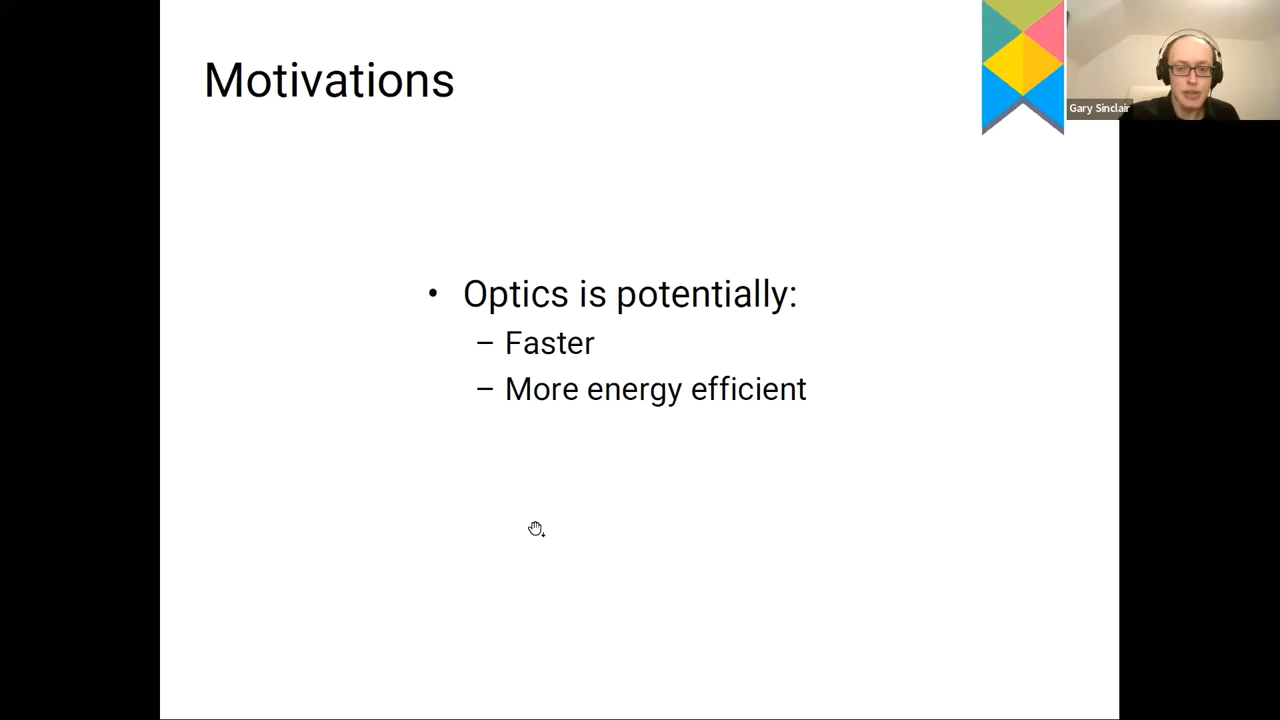 Motivations
Gary Sinclair
• Optics is potentially:
– Faster
– More energy efficient